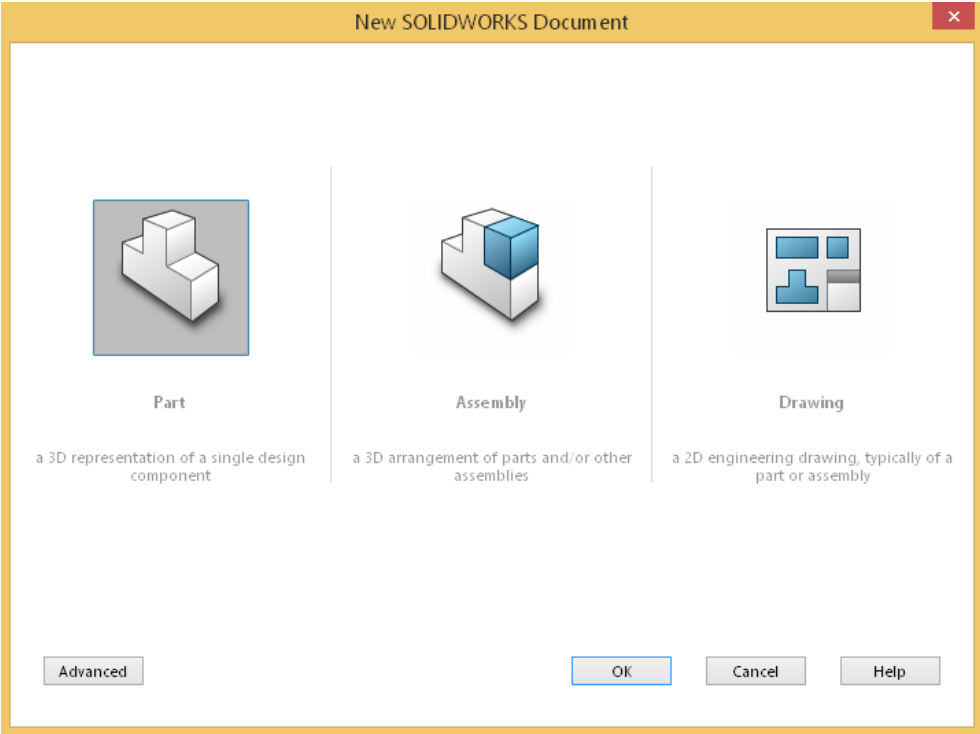 New SOLIDWORKS Document
Part
a 3D representation of a single design
component
Assembly
a 3D arrangement of parts and/or other
assemblies
Drawing
a 2D engineering drawing, typically of a
part or assembly
Advanced
OK
Cancel
Help